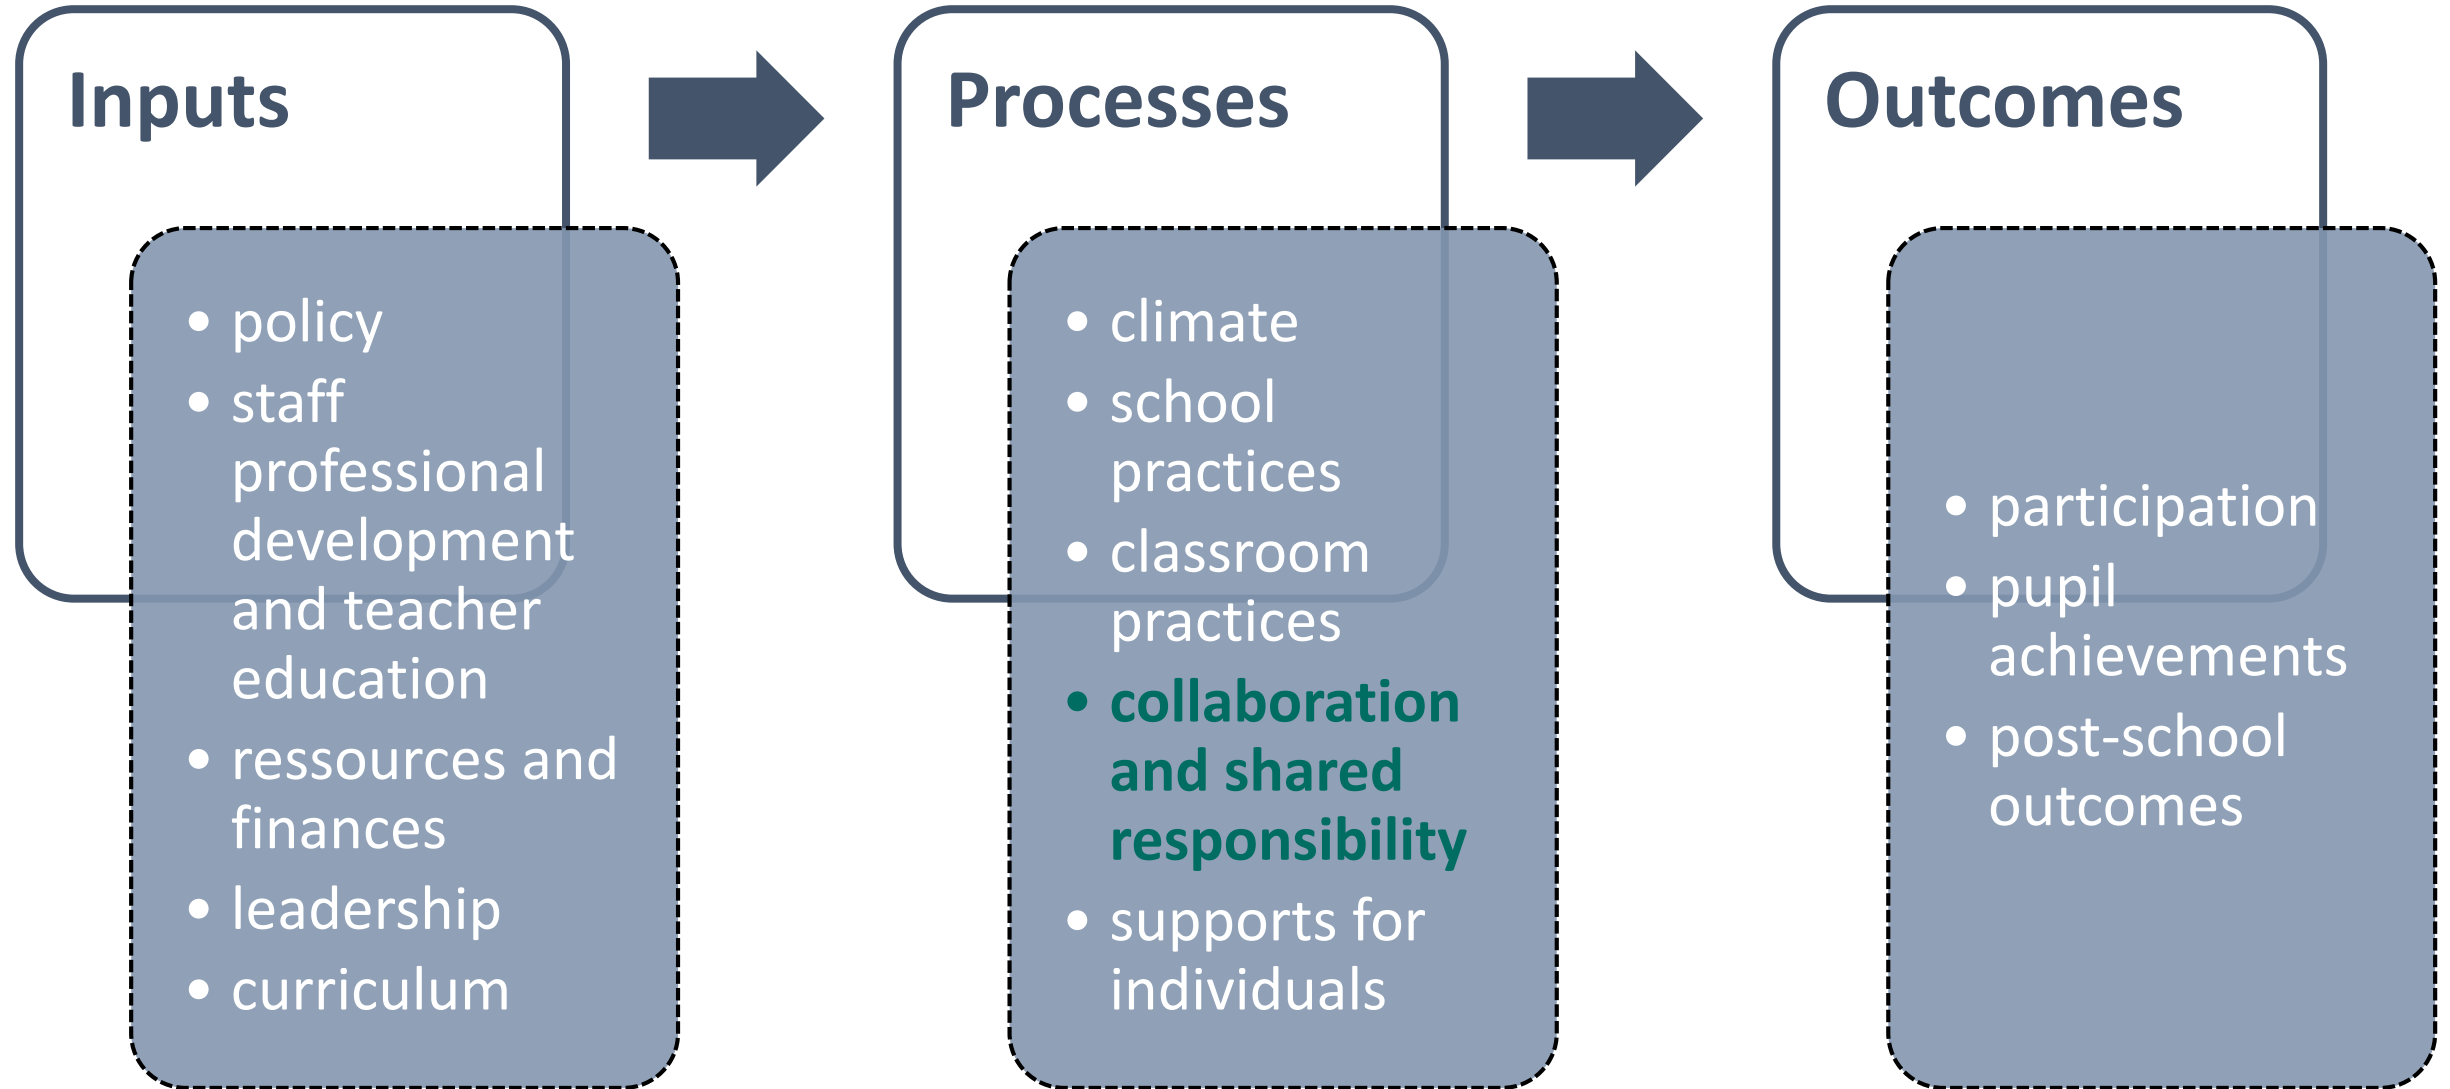 Inputs
• policy
• staff
professional
development
and teacher
education
• ressources and
finances
• leadership
• curriculum
Processes
• climate
• school
practices
• classroom
practices
• collaboration
and shared
responsibility
• supports for
individuals
Outcomes
• participation
• pupil
achievements
• post-school
outcomes